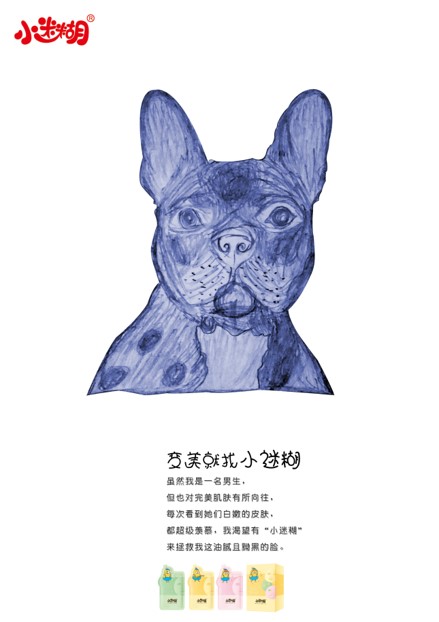 小迷糊®
变美就找小迷糊
虽然我是一名男生，
但也对完美肌肤有所向往，
每次看到她们白嫩的皮肤，
都超级羡慕，我渴望有“小迷糊”
来拯救我这油腻且黝黑的脸。